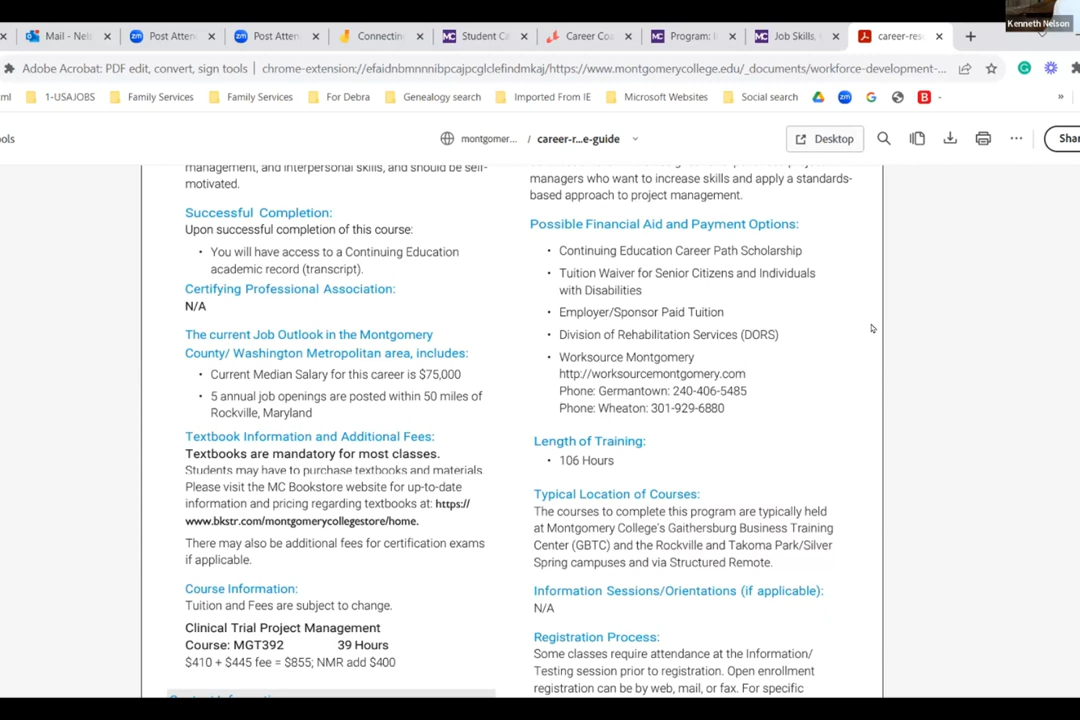 Kenneth Nelson
Mail - Nels
Post Atten
Post Atten
Connectin
Student Ca
Career Cou
Program: I
Job Skills,
career-res
Adobe Acrobat: PDF edit, convert, sign tools
chrome-extension://efaidnbmnnnibpcajpcglclefindmkaj/https://www.montgomerycollege.edu/_documents/workforce-development-...
ml
1-USAJOBS
Family Services
Family Services
For Debra
Genealogy search
Imported From IE
Microsoft Websites
Social search
»
ols
montgomer... / career-r...e-guide
Desktop
Shar
management, and interpersonal skills, and should be self-
motivated.
Successful Completion:
Upon successful completion of this course:
• You will have access to a Continuing Education
academic record (transcript).
Certifying Professional Association:
N/A
The current Job Outlook in the Montgomery
County/ Washington Metropolitan area, includes:
• Current Median Salary for this career is $75,000
• 5 annual job openings are posted within 50 miles of
Rockville, Maryland
Textbook Information and Additional Fees:
Textbooks are mandatory for most classes.
Students may have to purchase textbooks and materials.
Please visit the MC Bookstore website for up-to-date
information and pricing regarding textbooks at: https://
www.bkstr.com/montgomerycollegestore/home.
There may also be additional fees for certification exams
if applicable.
Course Information:
Tuition and Fees are subject to change.
Clinical Trial Project Management
Course: MGT392 39 Hours
$410 + $445 fee = $855; NMR add $400
managers who want to increase skills and apply a standards-
based approach to project management.
Possible Financial Aid and Payment Options:
• Continuing Education Career Path Scholarship
• Tuition Waiver for Senior Citizens and Individuals
with Disabilities
• Employer/Sponsor Paid Tuition
• Division of Rehabilitation Services (DORS)
• Worksource Montgomery
http://worksourcemontgomery.com
Phone: Germantown: 240-406-5485
Phone: Wheaton: 301-929-6880
Length of Training:
• 106 Hours
Typical Location of Courses:
The courses to complete this program are typically held
at Montgomery College's Gaithersburg Business Training
Center (GBTC) and the Rockville and Takoma Park/Silver
Spring campuses and via Structured Remote.
Information Sessions/Orientations (if applicable):
N/A
Registration Process:
Some classes require attendance at the Information/
Testing session prior to registration. Open enrollment
registration can be by web, mail, or fax. For specific